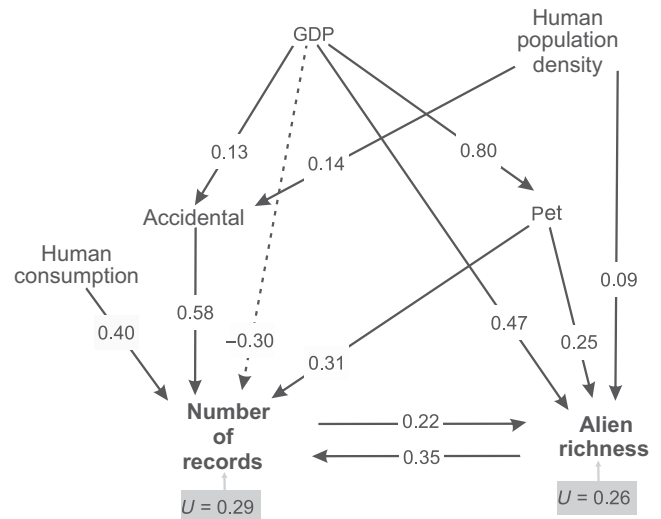 GDP
Human
population
density
0.13
0.14
0.80
Accidental
Pet
Human
consumption
0.09
0.58
0.40
–0.30
0.31
0.47
0.25
Number
of
records
0.22
0.35
Alien
richness
U = 0.29
U = 0.26